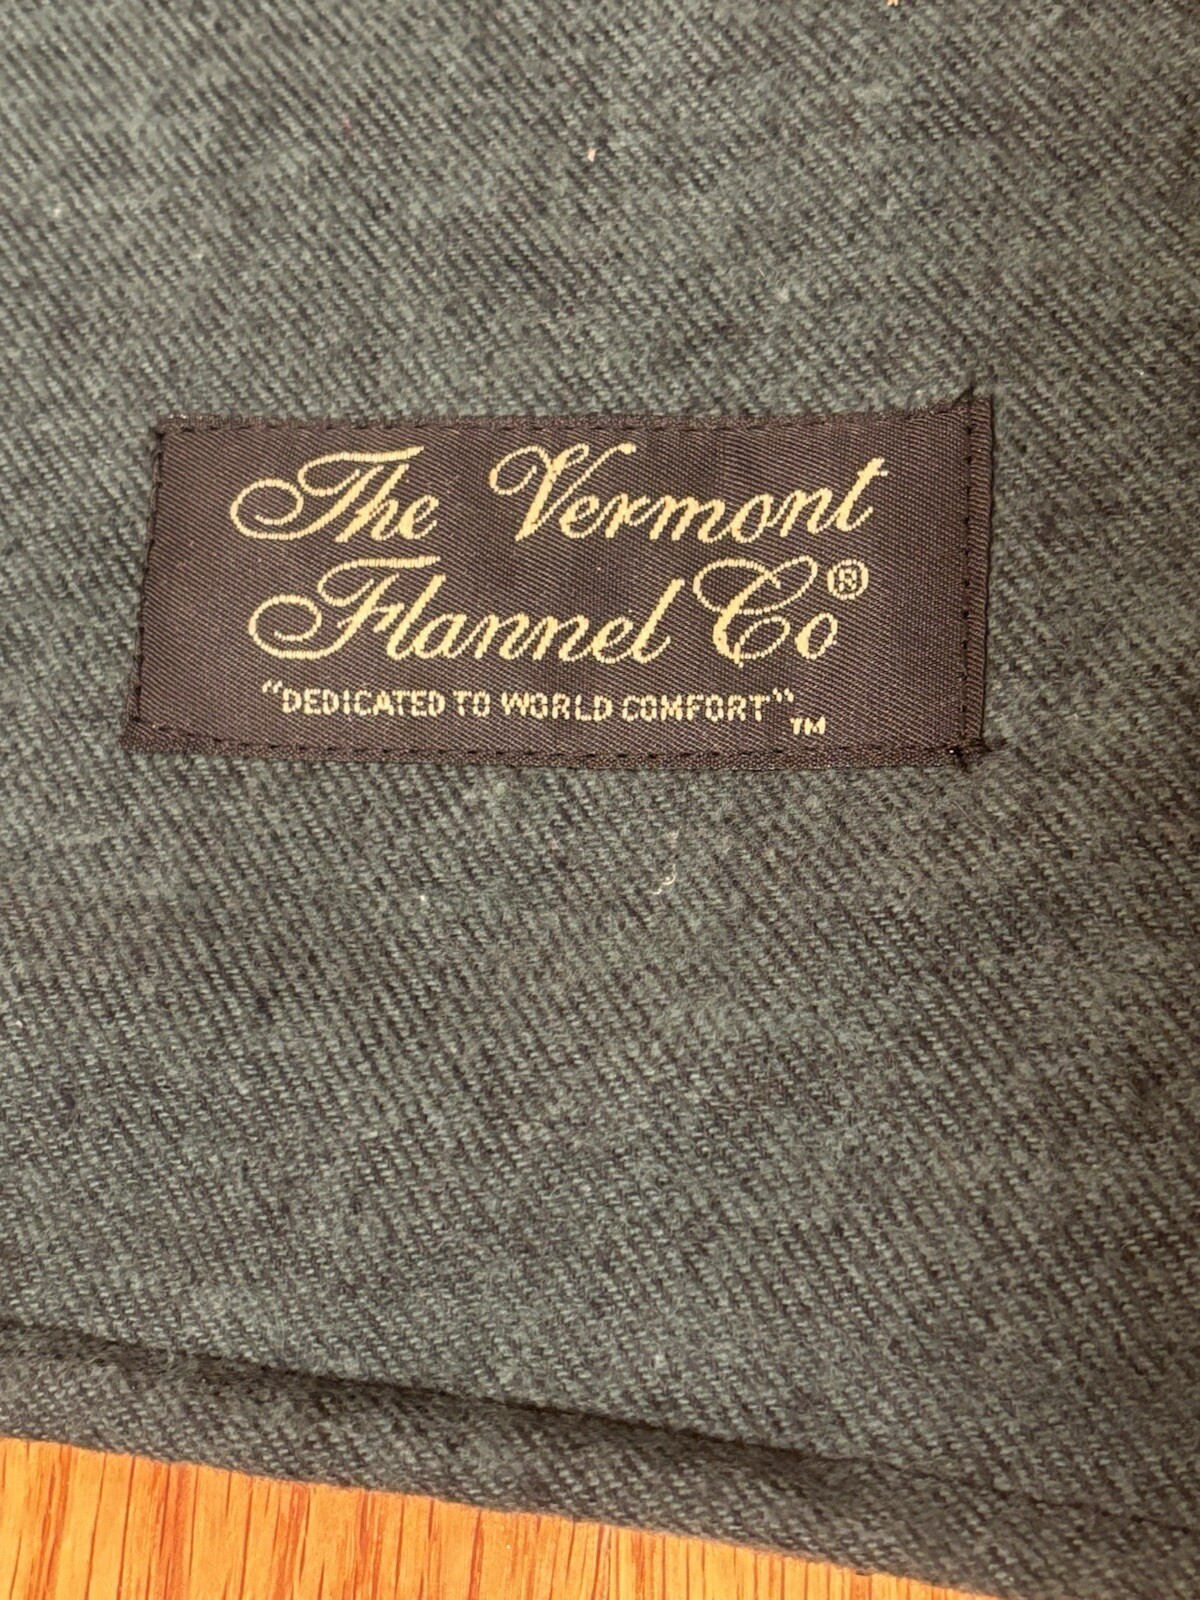 The Vermont
Flannel Co®
"DEDICATED TO WORLD COMFORT"™